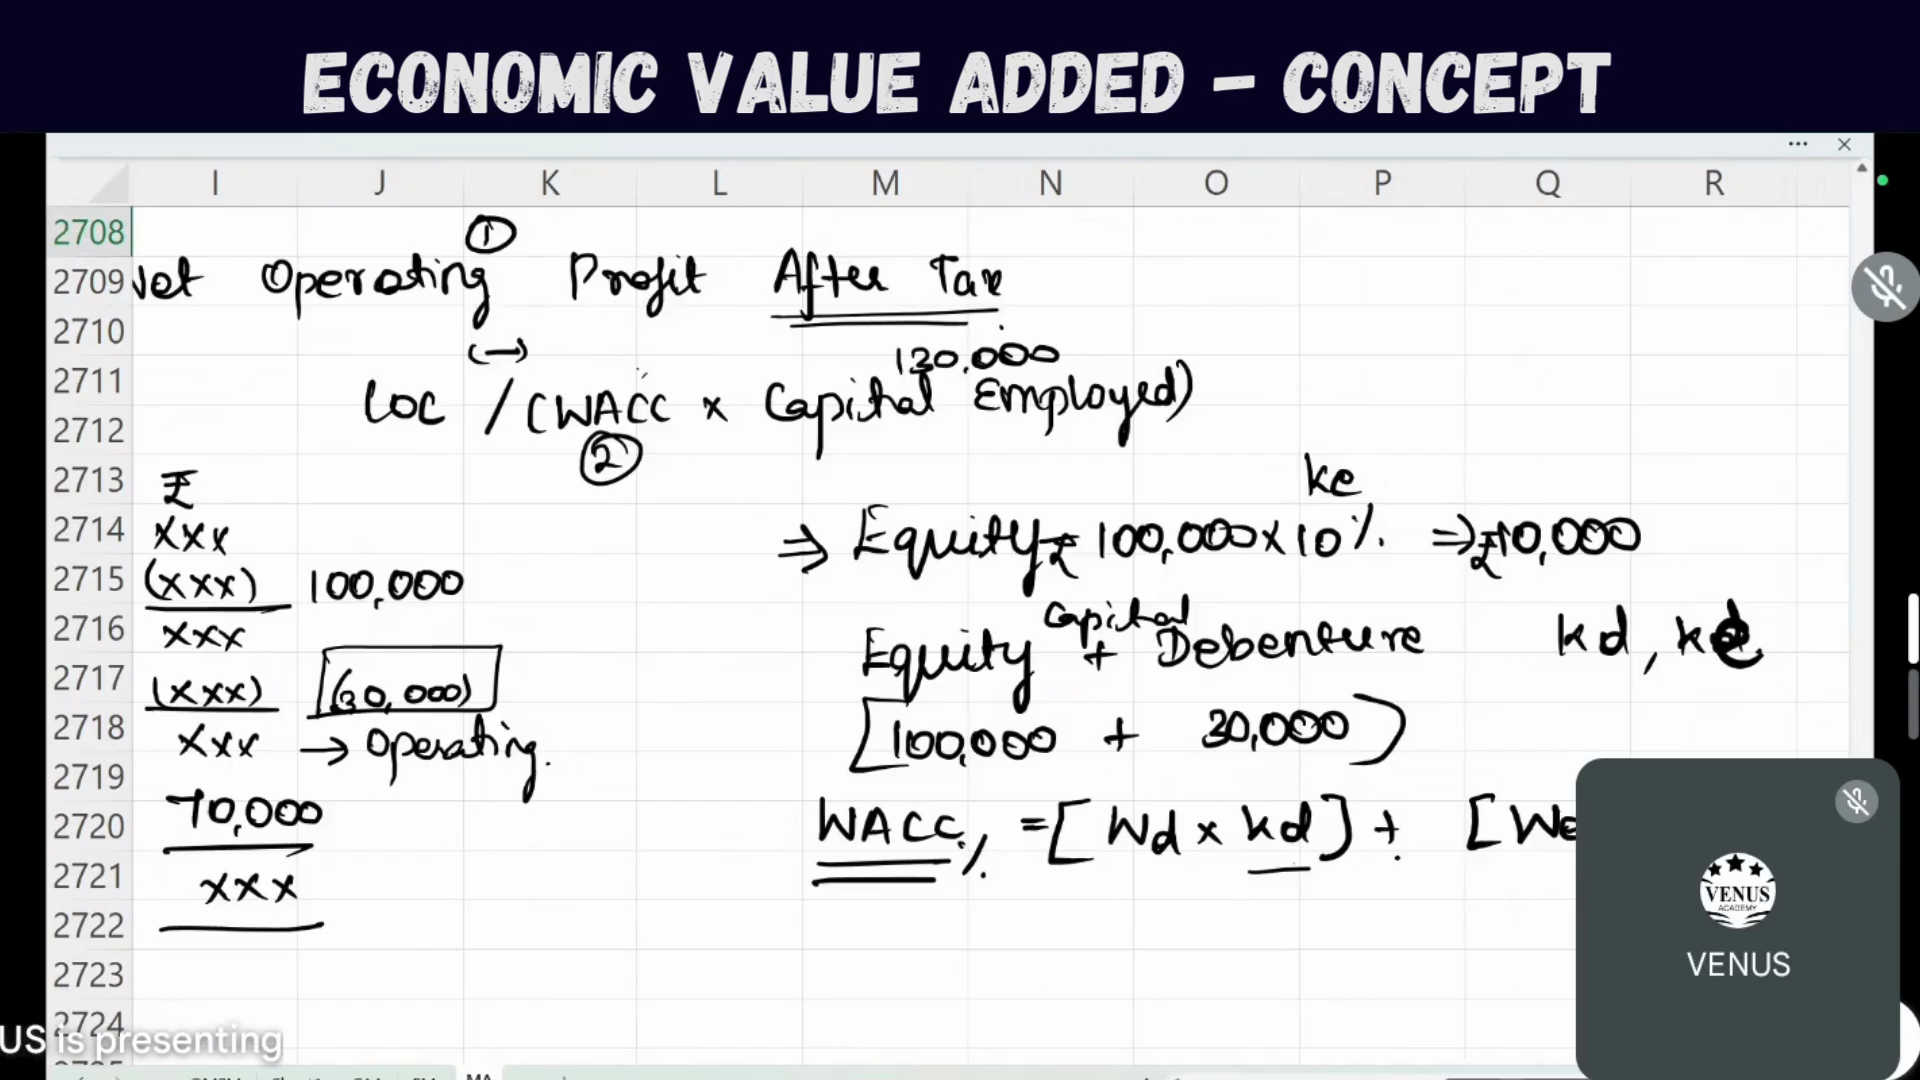 ECONOMIC VALUE ADDED - CONCEPT
I J K L M N O P Q R
2708 ①
2709 Net Operating Profit After Tax
2710
2711 (→) 130,000
COC / (WACC x Capital Employed)
2712 ②
2713 ₹ ke
2714 xxx ⇒ Equity ₹ 100,000 x 10% ⇒ ₹10,000
2715 (xxx) 100,000
2716 xxx Equity Capital + Debenture kd, ke
2717 (xxx) (30,000)
2718 xxx → Operating. [100,000 + 30,000)
2719
70,000
2720 WACC% = [Wd x kd] + [We
2721 xxx
2722
2723
2724
US is presenting
VENUS
ACADEMY
VENUS